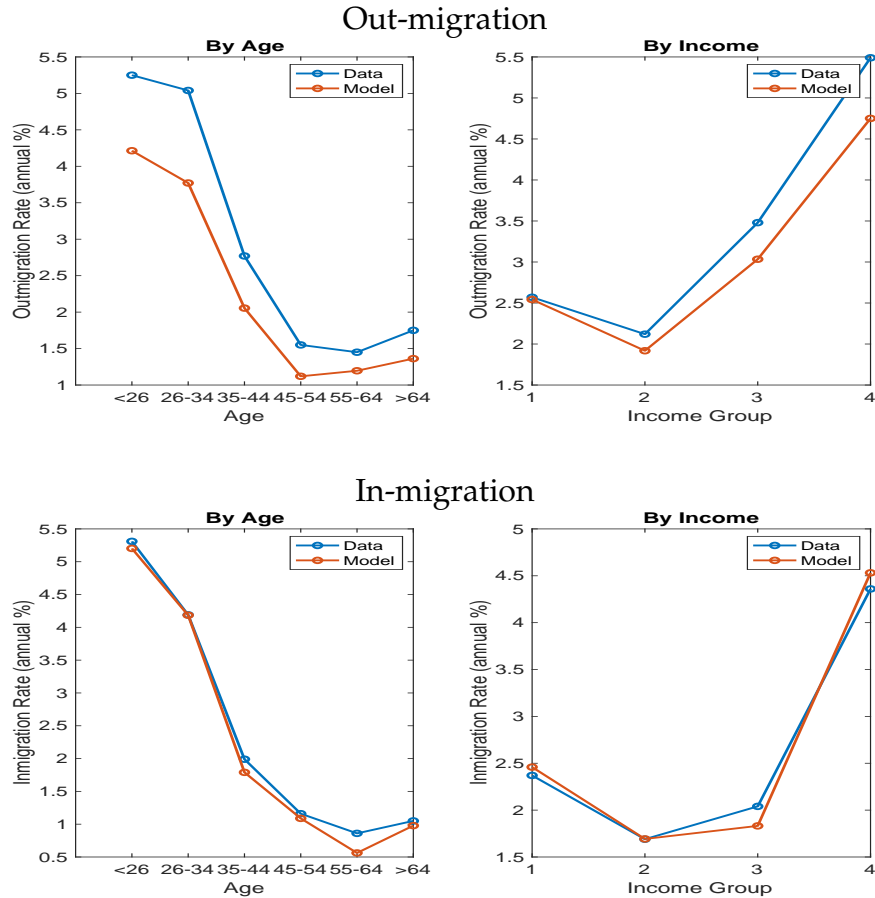 Out-migration
By Age
5.5
5
4.5
4
3.5
3
2.5
2
1.5
1
Outmigration Rate (annual %)
Data
Model
<26 26-34 35-44 45-54 55-64 >64
Age
By Income
5.5
5
4.5
4
3.5
3
2.5
2
1.5
Outmigration Rate (annual %)
Data
Model
1 2 3 4
Income Group
In-migration
By Age
5.5
5
4.5
4
3.5
3
2.5
2
1.5
1
0.5
Inmigration Rate (annual %)
Data
Model
<26 26-34 35-44 45-54 55-64 >64
Age
By Income
5
4.5
4
3.5
3
2.5
2
1.5
Inmigration Rate (annual %)
Data
Model
1 2 3 4
Income Group